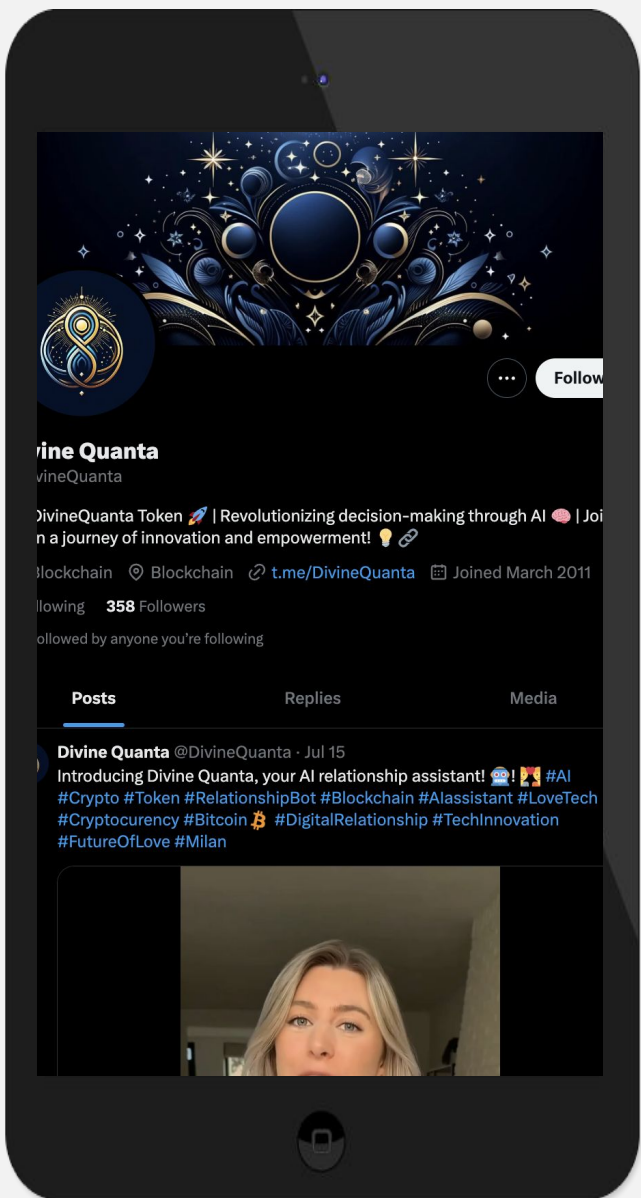 Follow
vine Quanta
vineQuanta
DivineQuanta Token 🚀 | Revolutionizing decision-making through AI 🧠 | Joi
n a journey of innovation and empowerment! 💡🔗
Blockchain Blockchain t.me/DivineQuanta Joined March 2011
llowing 358 Followers
ollowed by anyone you're following
Posts Replies Media
Divine Quanta @DivineQuanta · Jul 15
Introducing Divine Quanta, your AI relationship assistant! 🤖! 💏 #AI
#Crypto #Token #RelationshipBot #Blockchain #AIassistant #LoveTech
#Cryptocurency #Bitcoin #DigitalRelationship #TechInnovation
#FutureOfLove #Milan